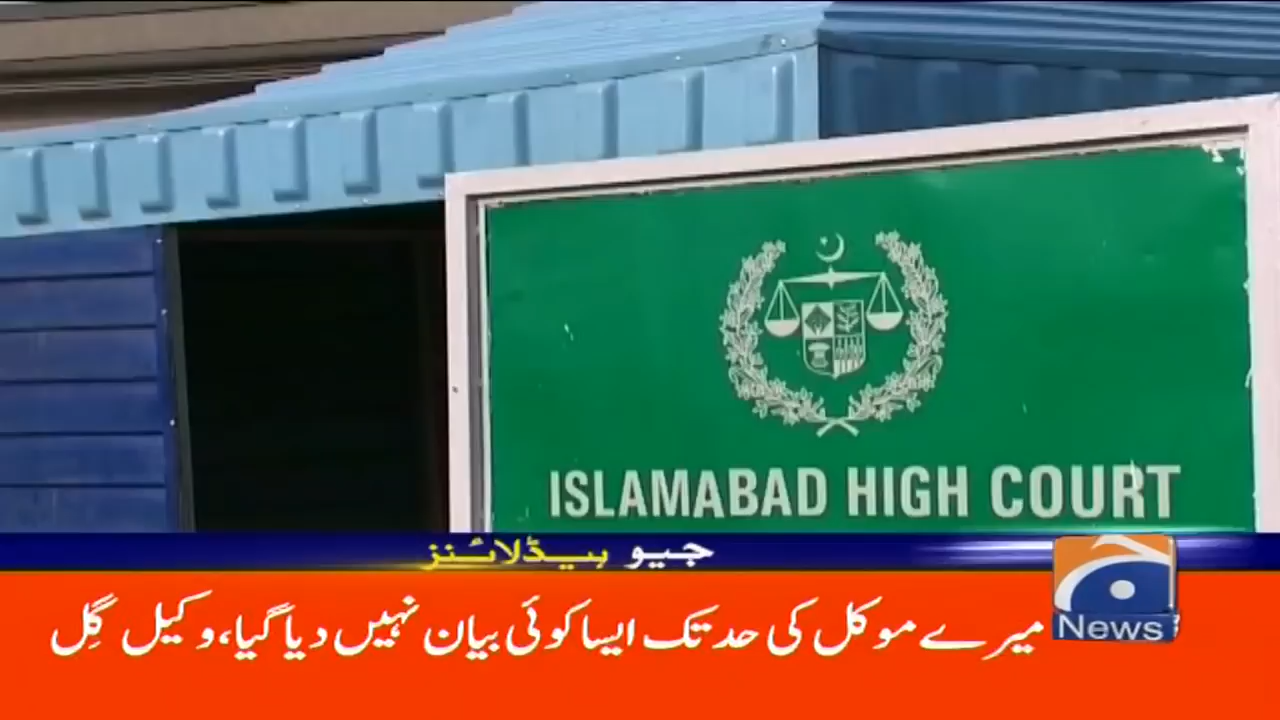 ISLAMABAD HIGH COURT
جیو ہیڈلائنز
میرے موکل کی حد تک ایسا کوئی بیان نہیں دیا گیا، وکیل گِل
News